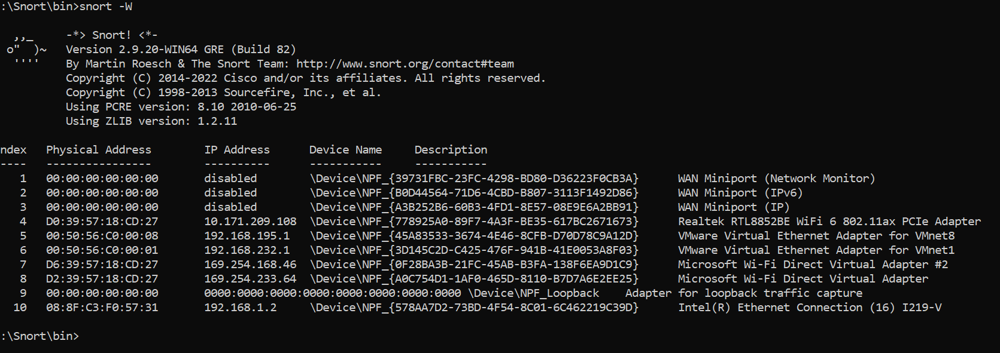 :\Snort\bin>snort -W
,,_ -*> Snort! <*-
o" )~ Version 2.9.20-WIN64 GRE (Build 82)
'''' By Martin Roesch & The Snort Team: http://www.snort.org/contact#team
Copyright (C) 2014-2022 Cisco and/or its affiliates. All rights reserved.
Copyright (C) 1998-2013 Sourcefire, Inc., et al.
Using PCRE version: 8.10 2010-06-25
Using ZLIB version: 1.2.11
ndex Physical Address IP Address Device Name Description
---- ---------------- ---------- ----------- -----------
1 00:00:00:00:00:00 disabled \Device\NPF_{39731FBC-23FC-4298-BD80-D36223F0CB3A} WAN Miniport (Network Monitor)
2 00:00:00:00:00:00 disabled \Device\NPF_{B0D44564-71D6-4CBD-B807-3113F1492D86} WAN Miniport (IPv6)
3 00:00:00:00:00:00 disabled \Device\NPF_{A3B252B6-60B3-4FD1-8E57-08E9E6A2BB91} WAN Miniport (IP)
4 D0:39:57:18:CD:27 10.171.209.108 \Device\NPF_{778925A0-89F7-4A3F-BE35-617BC2671673} Realtek RTL8852BE WiFi 6 802.11ax PCIe Adapter
5 00:50:56:C0:00:08 192.168.195.1 \Device\NPF_{45A83533-3674-4E46-8CFB-D70D78C9A12D} VMware Virtual Ethernet Adapter for VMnet8
6 00:50:56:C0:00:01 192.168.232.1 \Device\NPF_{3D145C2D-C425-476F-941B-41E0053A8F03} VMware Virtual Ethernet Adapter for VMnet1
7 D6:39:57:18:CD:27 169.254.168.46 \Device\NPF_{0F28BA3B-21FC-45AB-B3FA-138F6EA9D1C9} Microsoft Wi-Fi Direct Virtual Adapter #2
8 D2:39:57:18:CD:27 169.254.233.64 \Device\NPF_{A0C754D1-1AF0-465D-8110-B7D7A6E2EE25} Microsoft Wi-Fi Direct Virtual Adapter
9 00:00:00:00:00:00 0000:0000:0000:0000:0000:0000:0000:0000 \Device\NPF_Loopback Adapter for loopback traffic capture
10 08:8F:C3:F0:57:31 192.168.1.2 \Device\NPF_{578AA7D2-73BD-4F54-8C01-6C462219C39D} Intel(R) Ethernet Connection (16) I219-V
:\Snort\bin>